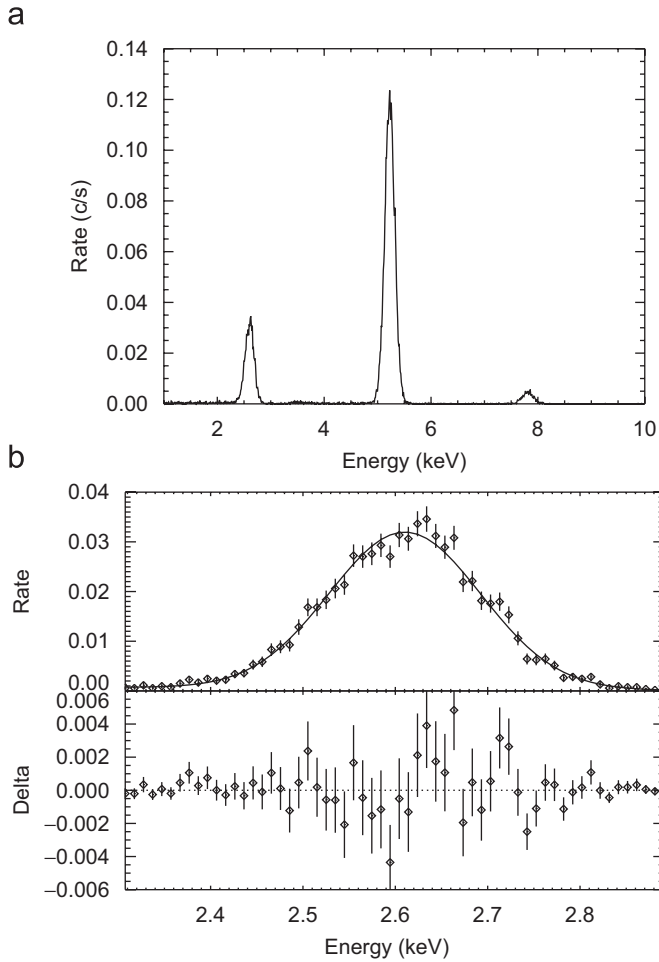 a
0.14
0.12
0.10
0.08
0.06
0.04
0.02
0.00
Rate (c/s)
2 4 6 8 10
Energy (keV)
b
0.04
0.03
0.02
0.01
0.00
Rate
0.006
0.004
0.002
0.000
−0.002
−0.004
−0.006
Delta
2.4 2.5 2.6 2.7 2.8
Energy (keV)